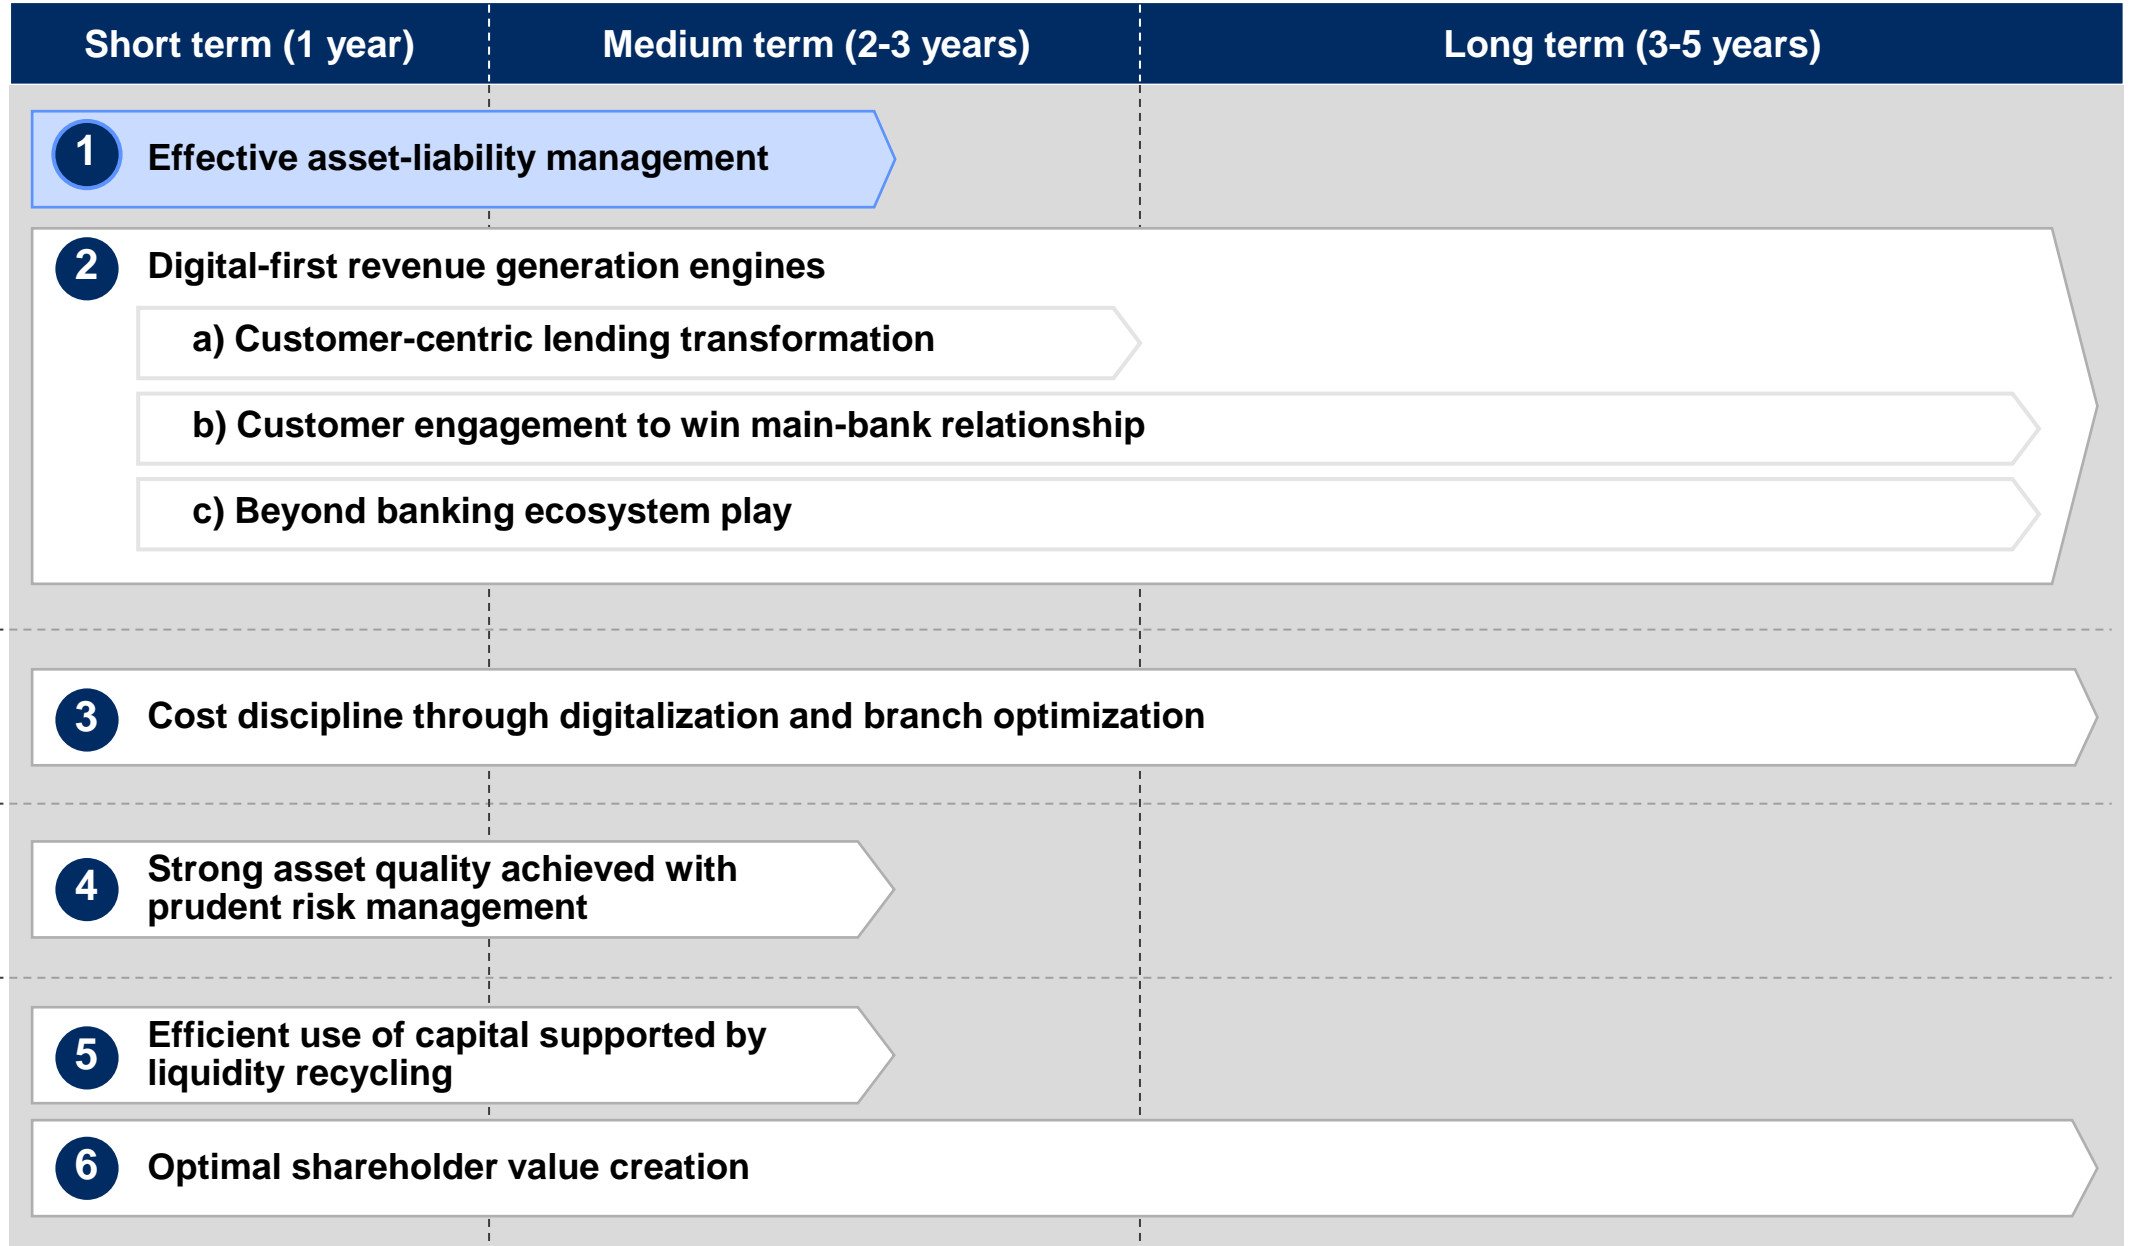 Short term (1 year)
Medium term (2-3 years)
Long term (3-5 years)
1
Effective asset-liability management
2
Digital-first revenue generation engines
a) Customer-centric lending transformation
b) Customer engagement to win main-bank relationship
c) Beyond banking ecosystem play
3
Cost discipline through digitalization and branch optimization
4
Strong asset quality achieved with
prudent risk management
5
Efficient use of capital supported by
liquidity recycling
6
Optimal shareholder value creation